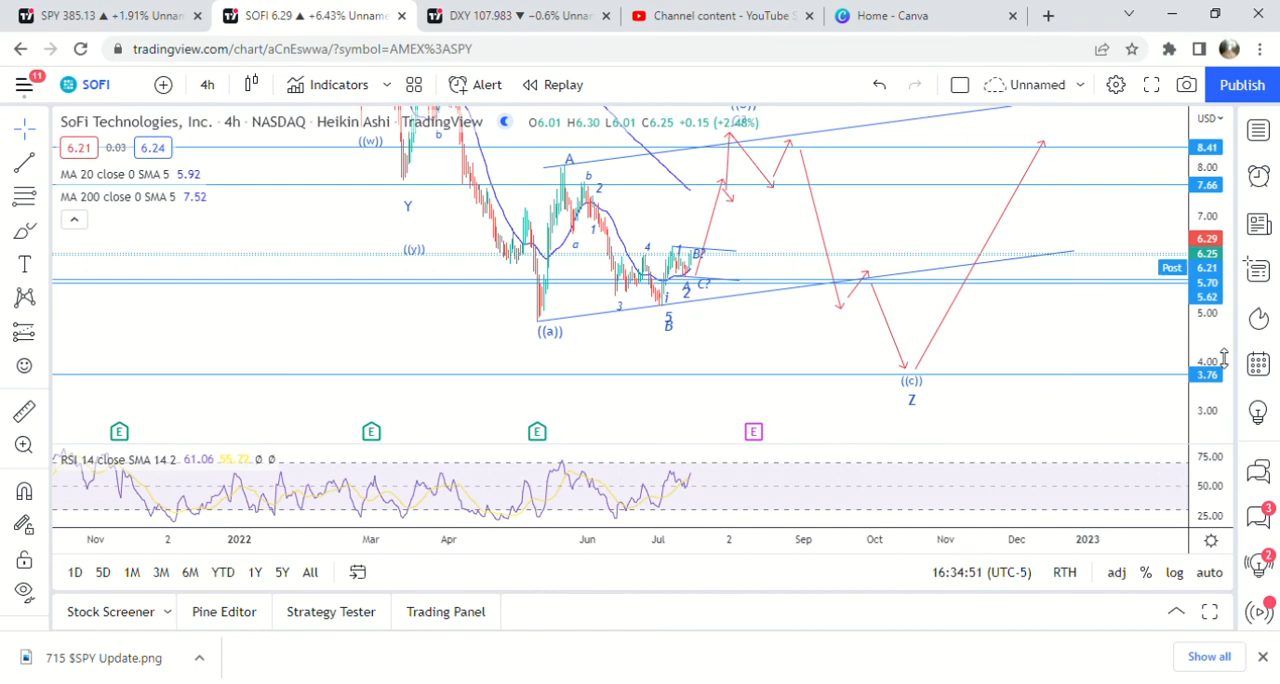 SPY 385.13 ▲ +1.91% Unnam
SOFI 6.29 ▲ +6.43% Unname
DXY 107.983 ▼ −0.6% Unna
Channel content - YouTube S
Home - Canva
tradingview.com/chart/aCnEswwa/?symbol=AMEX%3ASPY
11
SOFI
4h
Indicators
Alert
Replay
Unnamed
Publish
SoFi Technologies, Inc. · 4h · NASDAQ · Heikin Ashi · TradingView
O6.01 H6.30 L6.01 C6.25 +0.15 (+2.48%)
USD
6.21
0.03
6.24
MA 20 close 0 SMA 5 5.92
MA 200 close 0 SMA 5 7.52
((w))
b
Y
((y))
A
b
2
1
a
4
1
B?
3
A
C?
2
i
5
B
((a))
((c))
Z
8.41
8.00
7.66
7.00
6.29
6.25
Post 6.21
5.70
5.62
5.00
4.00
3.76
3.00
E
E
E
E
RSI 14 close SMA 14 2 61.06 55.77 0 0
75.00
50.00
25.00
Nov
2
2022
Mar
Apr
Jun
Jul
2
Sep
Oct
Nov
Dec
2023
1D 5D 1M 3M 6M YTD 1Y 5Y All
16:34:51 (UTC-5)
RTH
adj
%
log
auto
Stock Screener
Pine Editor
Strategy Tester
Trading Panel
3
2
715 $SPY Update.png
Show all